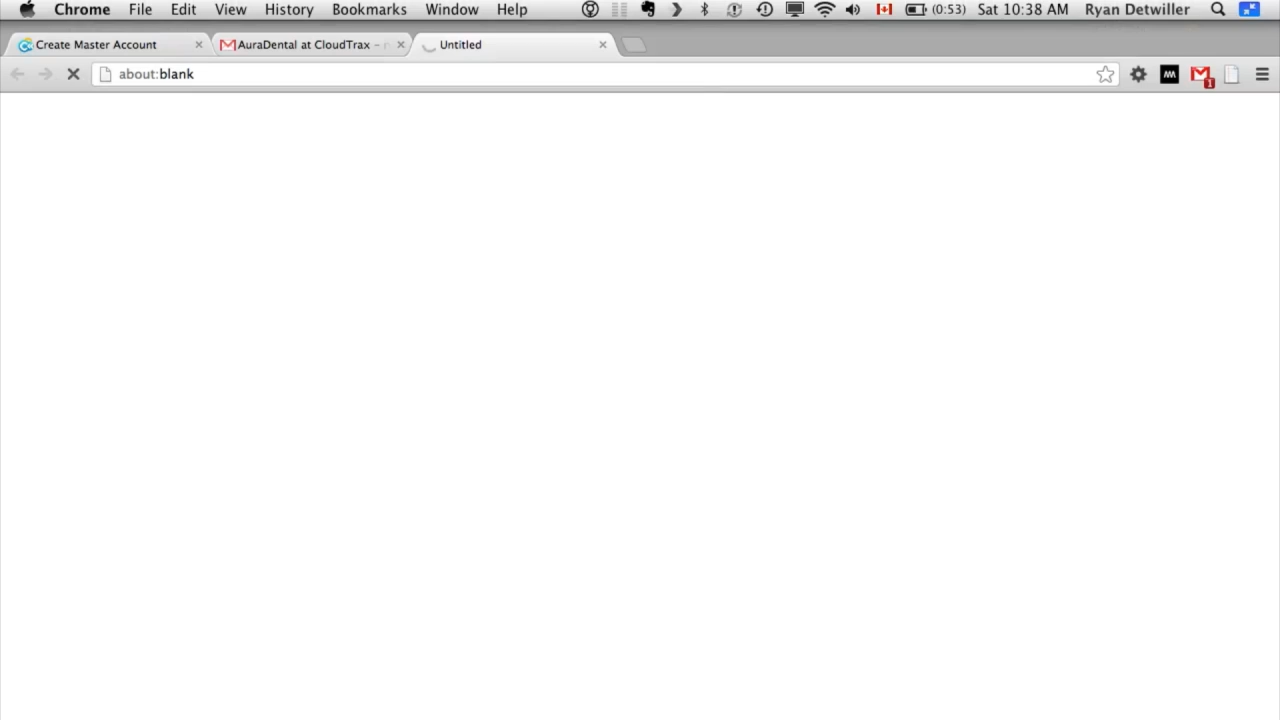 Chrome File Edit View History Bookmarks Window Help (0:53) Sat 10:38 AM Ryan Detwiller
Create Master Account AuraDental at CloudTrax – Untitled
about:blank 1